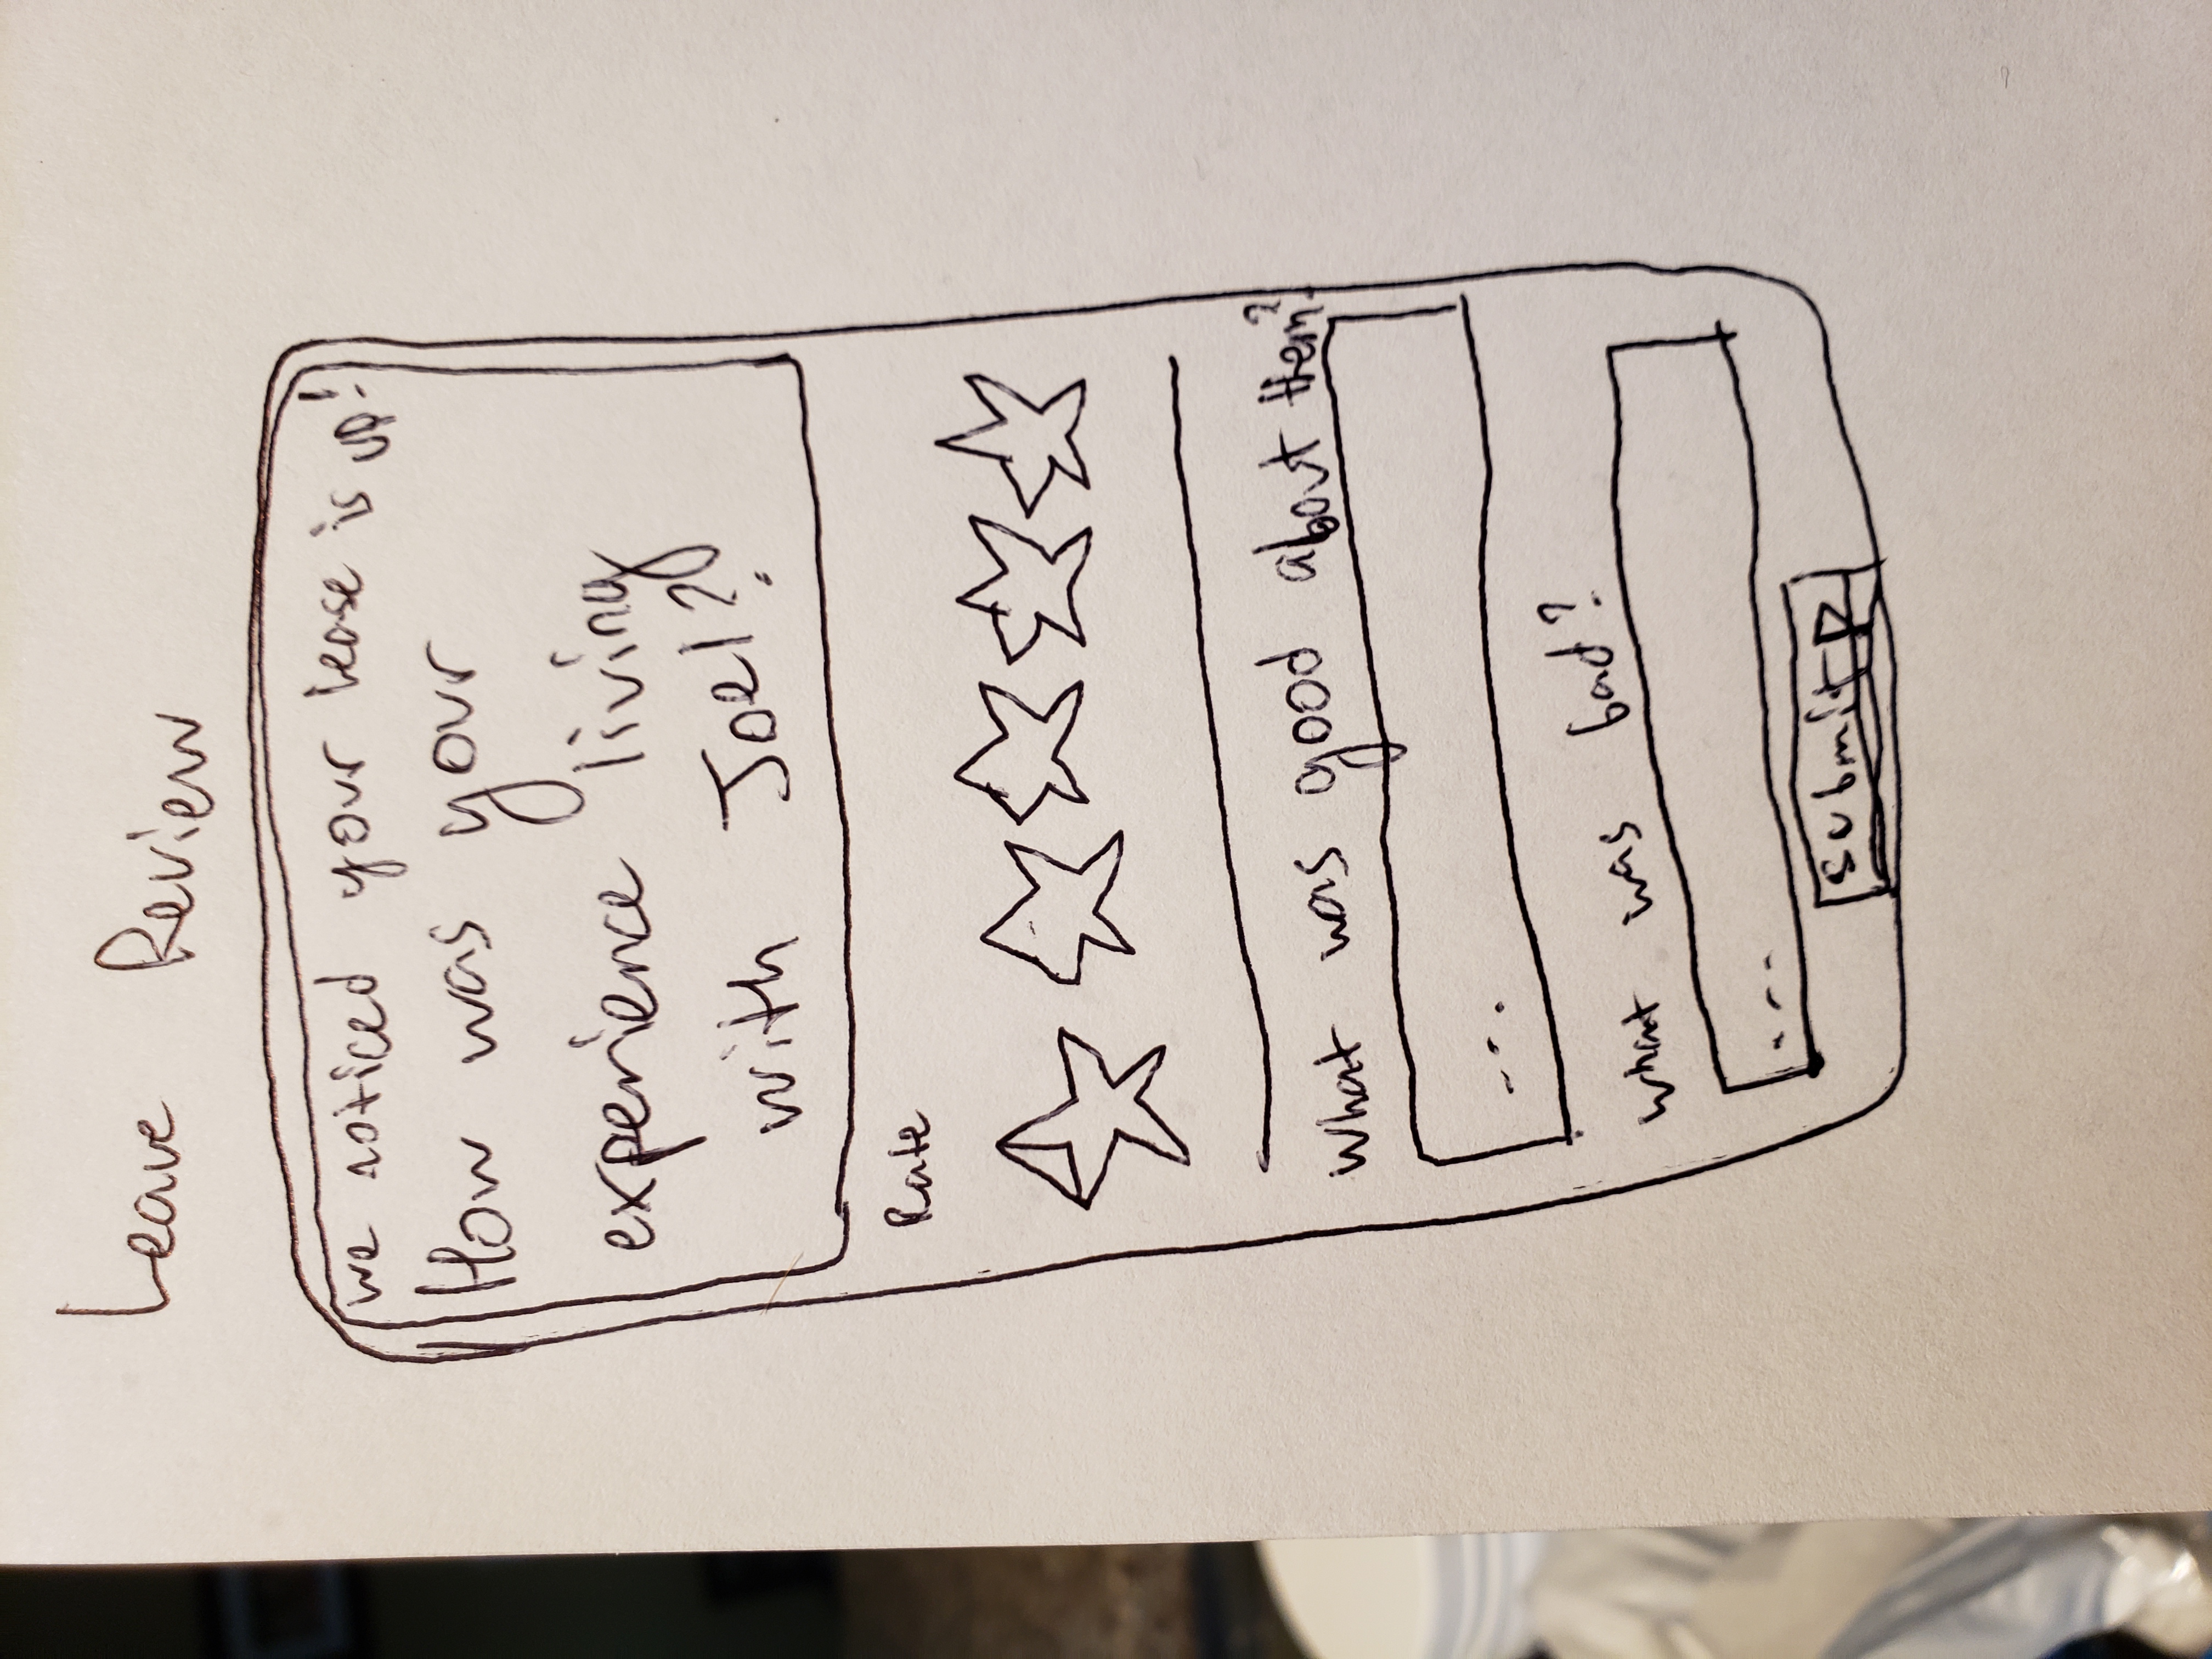 Leave Review
we noticed your lease is up!
How was your
experience living
with Joel?
Rate
what was good about them?
...
what was bad?
...
submit